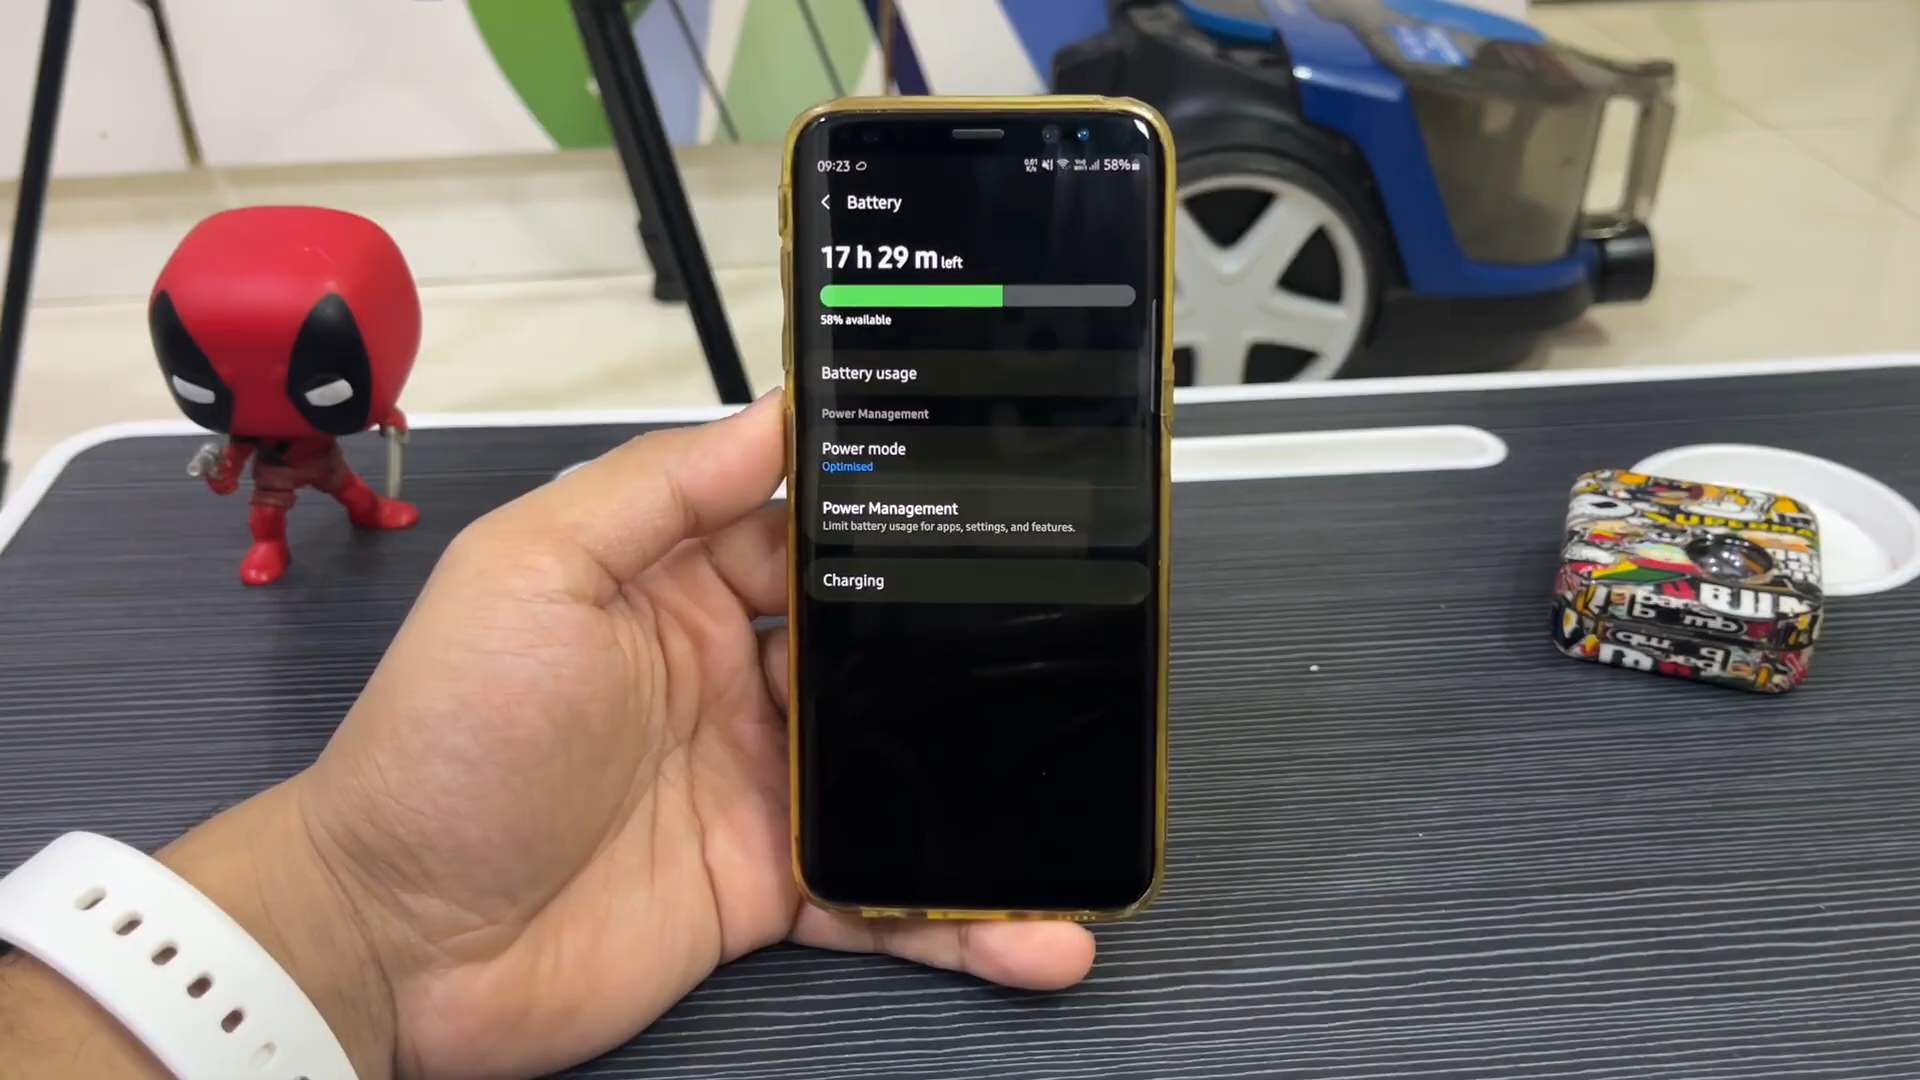 09:23 58%
Battery
17 h 29 m left
58% available
Battery usage
Power Management
Power mode
Optimised
Power Management
Limit battery usage for apps, settings, and features.
Charging